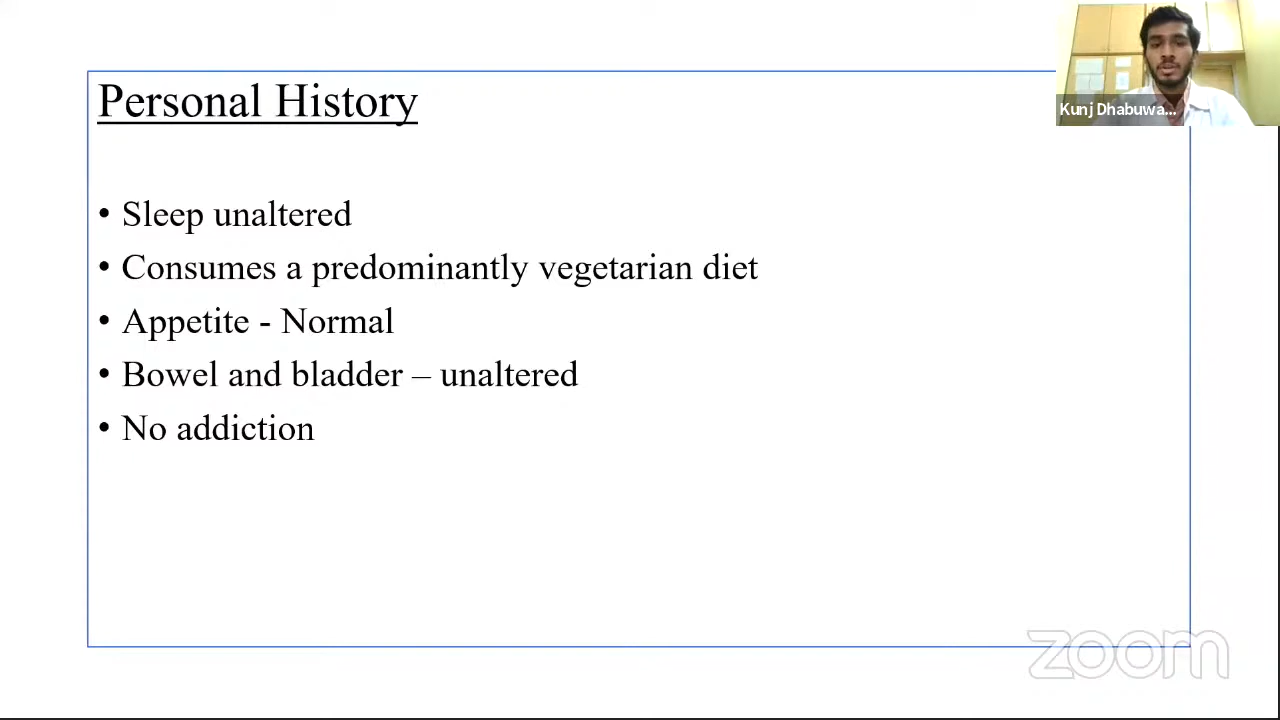 Personal History
Kunj Dhabuwa...
• Sleep unaltered
• Consumes a predominantly vegetarian diet
• Appetite - Normal
• Bowel and bladder – unaltered
• No addiction
zoom